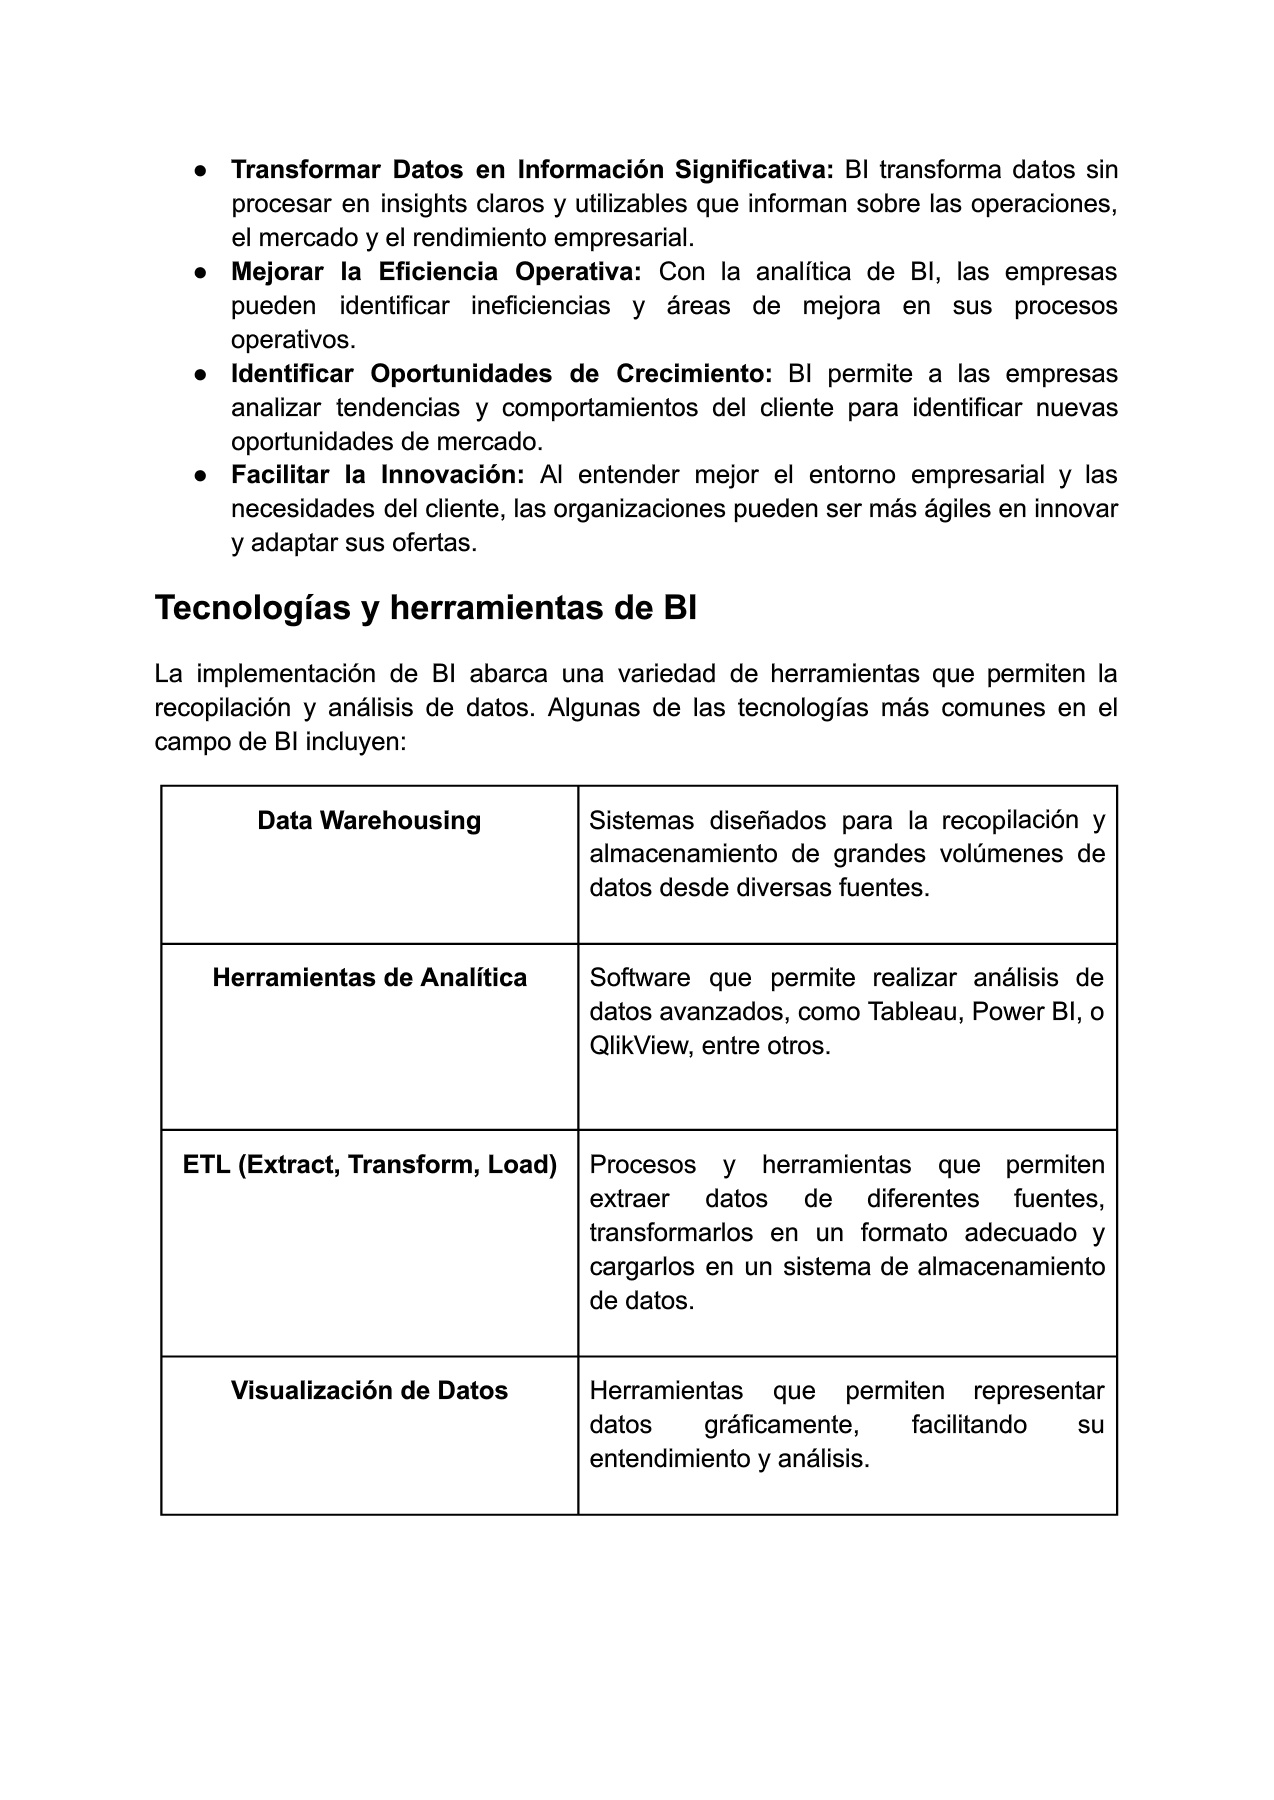 ● Transformar Datos en Información Significativa: BI transforma datos sin
procesar en insights claros y utilizables que informan sobre las operaciones,
el mercado y el rendimiento empresarial.
● Mejorar la Eficiencia Operativa: Con la analítica de BI, las empresas
pueden identificar ineficiencias y áreas de mejora en sus procesos
operativos.
● Identificar Oportunidades de Crecimiento: BI permite a las empresas
analizar tendencias y comportamientos del cliente para identificar nuevas
oportunidades de mercado.
● Facilitar la Innovación: Al entender mejor el entorno empresarial y las
necesidades del cliente, las organizaciones pueden ser más ágiles en innovar
y adaptar sus ofertas.
Tecnologías y herramientas de BI
La implementación de BI abarca una variedad de herramientas que permiten la
recopilación y análisis de datos. Algunas de las tecnologías más comunes en el
campo de BI incluyen:
Data Warehousing
Sistemas diseñados para la recopilación y
almacenamiento de grandes volúmenes de
datos desde diversas fuentes.
Herramientas de Analítica
Software que permite realizar análisis de
datos avanzados, como Tableau, Power BI, o
QlikView, entre otros.
ETL (Extract, Transform, Load)
Procesos y herramientas que permiten
extraer datos de diferentes fuentes,
transformarlos en un formato adecuado y
cargarlos en un sistema de almacenamiento
de datos.
Visualización de Datos
Herramientas que permiten representar
datos gráficamente, facilitando su
entendimiento y análisis.